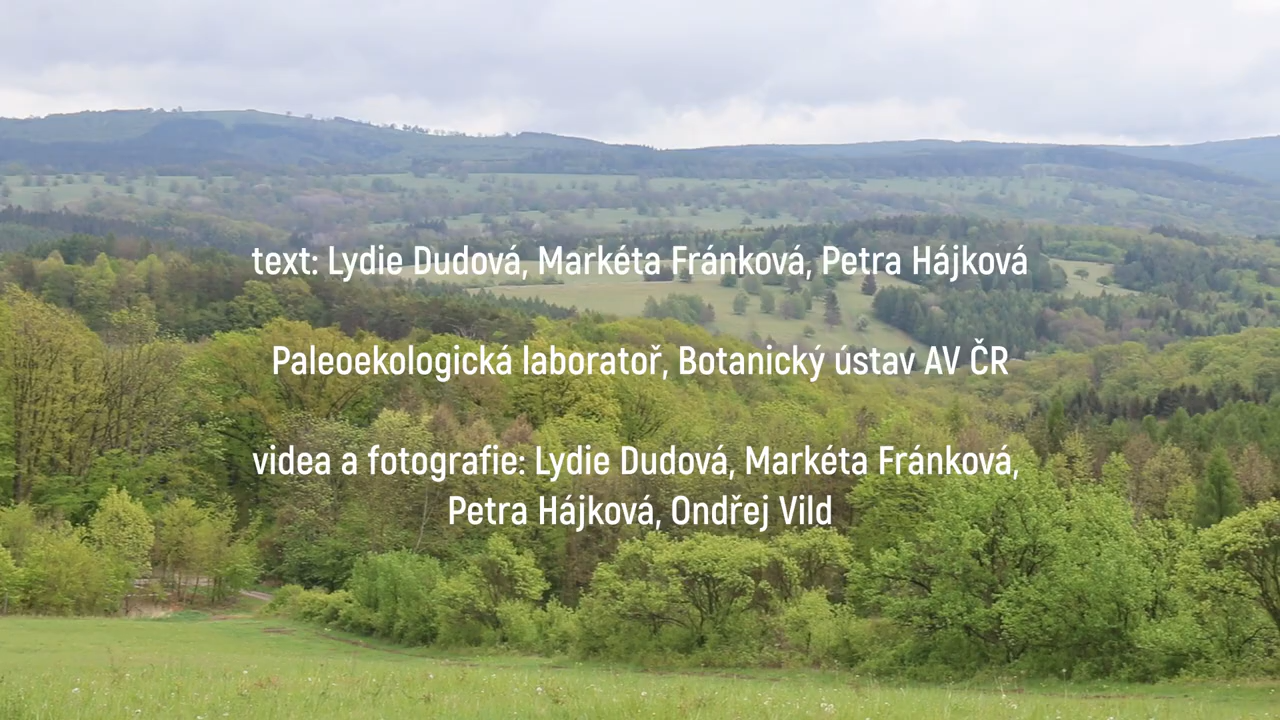 text: Lydie Dudová, Markéta Fránková, Petra Hájková
Paleoekologická laboratoř, Botanický ústav AV ČR
videa a fotografie: Lydie Dudová, Markéta Fránková,
Petra Hájková, Ondřej Vild